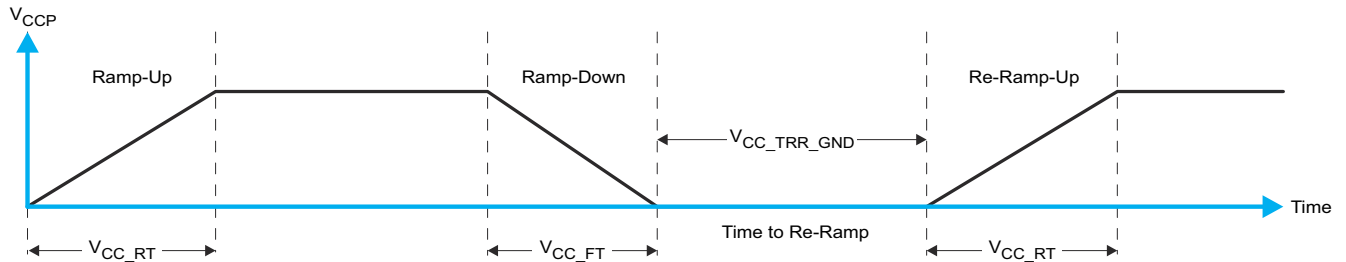 VCCP
Ramp-Up
Ramp-Down
Re-Ramp-Up
VCC_TRR_GND
Time
Time to Re-Ramp
VCC_RT
VCC_FT
VCC_RT